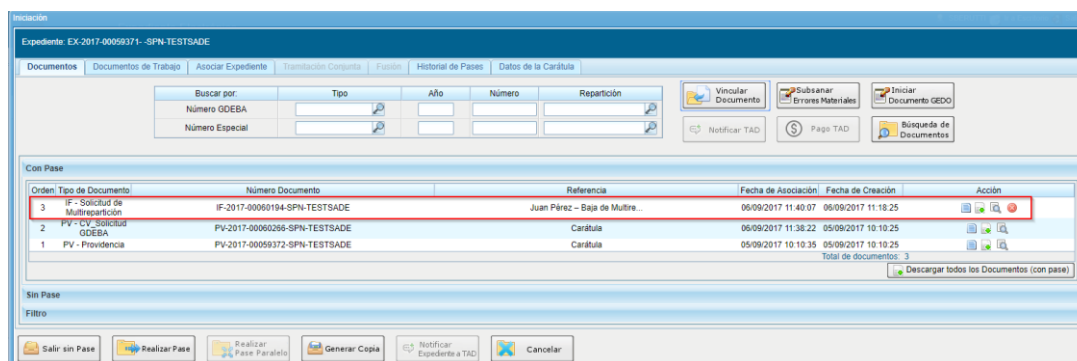 Iniciación
Expediente: EX-2017-00059371- -SPN-TESTSADE
Documentos Documentos de Trabajo Asociar Expediente Tramitación Conjunta Fusión Historial de Pases Datos de la Carátula
Buscar por: Tipo Año Número Repartición
Número GDEBA
Número Especial
Vincular Documento
Subsanar Errores Materiales
Iniciar Documento GEDO
Notificar TAD
Pago TAD
Búsqueda de Documentos
Con Pase
Orden Tipo de Documento Número Documento Referencia Fecha de Asociación Fecha de Creación Acción
3 IF - Solicitud de Multirepartición IF-2017-00060194-SPN-TESTSADE Juan Pérez – Baja de Multire... 06/09/2017 11:40:07 06/09/2017 11:18:25
2 PV - CV_Solicitud GDEBA PV-2017-00060266-SPN-TESTSADE Carátula 06/09/2017 11:38:22 05/09/2017 10:10:25
1 PV - Providencia PV-2017-00059372-SPN-TESTSADE Carátula 05/09/2017 10:10:35 05/09/2017 10:10:25
Total de documentos: 3
Descargar todos los Documentos (con pase)
Sin Pase
Filtro
Salir sin Pase
Realizar Pase
Realizar Pase Paralelo
Generar Copia
Notificar Expediente a TAD
Cancelar